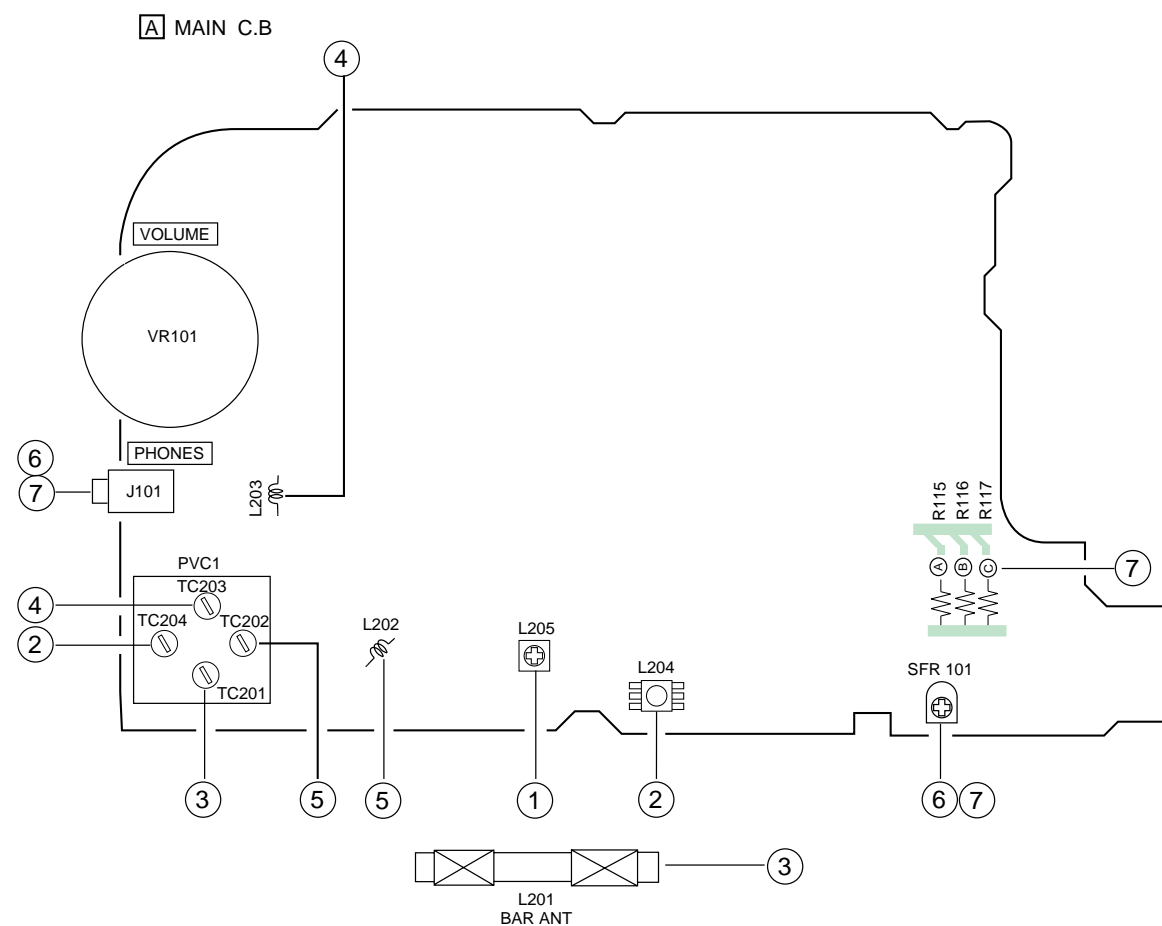 A MAIN C.B
4
VOLUME
VR101
6
PHONES
7
J101
L203
R115
R116
R117
A
B
C
7
PVC1
TC203
4
TC204
TC202
2
TC201
L202
L205
L204
SFR 101
3
5
5
1
2
6
7
3
L201
BAR ANT